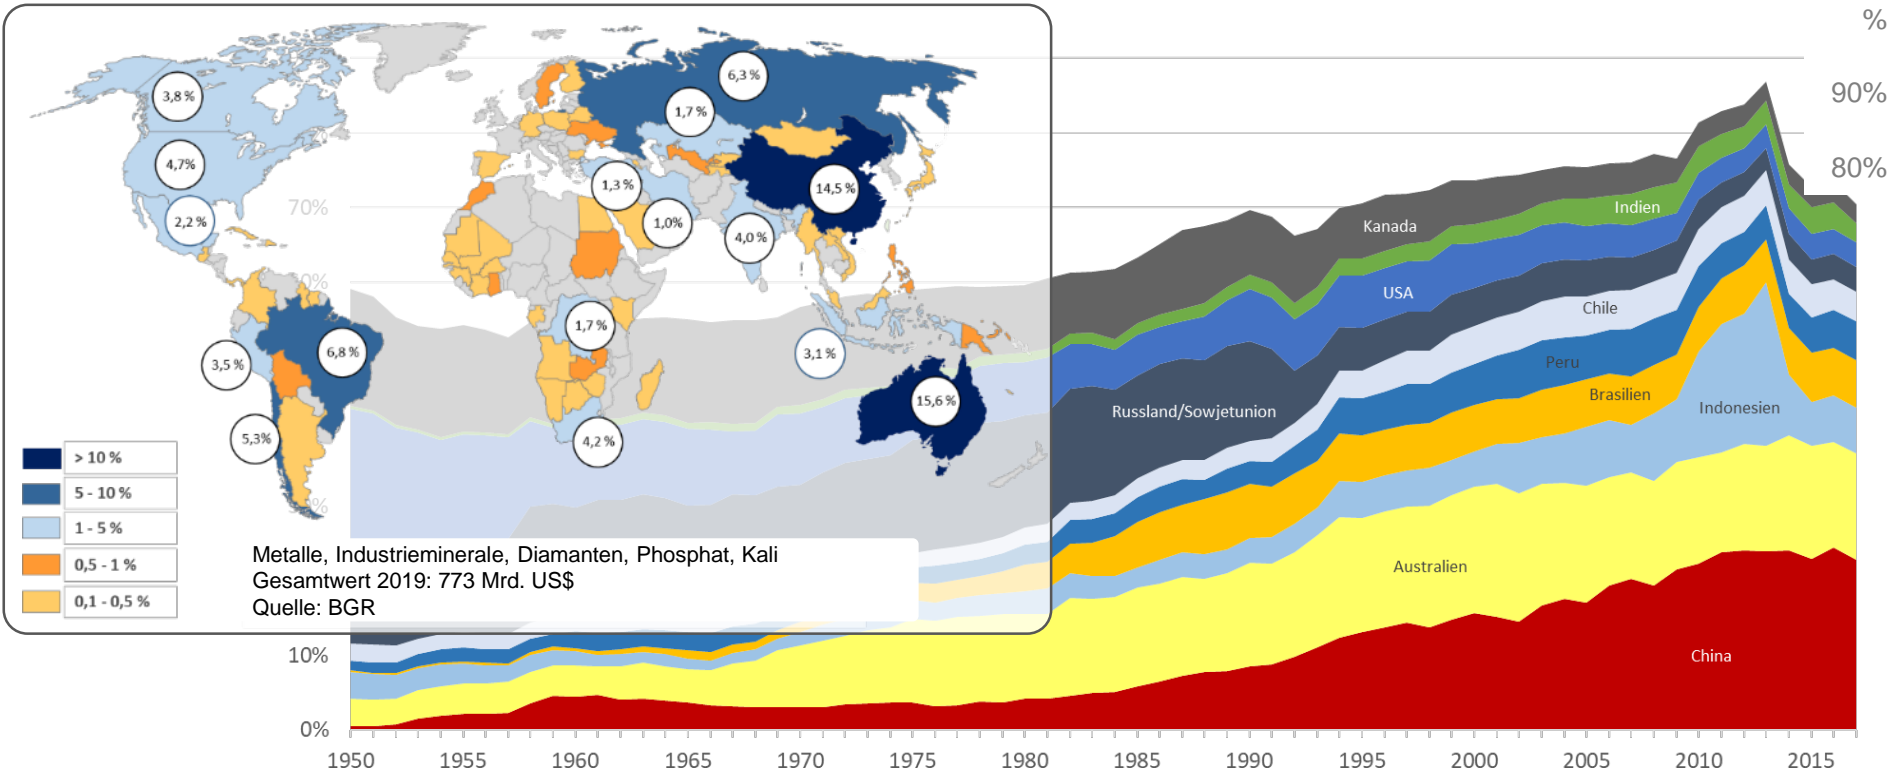 %
90%
80%
70%
0%
10%
0%
3,8 %
4,7%
2,2 %
6,3 %
1,7 %
14,5 %
1,3 %
1,0%
4,0 %
1,7 %
3,1 %
15,6 %
3,5 %
6,8 %
5,3%
4,2 %
> 10 %
5 - 10 %
1 - 5 %
0,5 - 1 %
0,1 - 0,5 %
Metalle, Industrieminerale, Diamanten, Phosphat, Kali
Gesamtwert 2019: 773 Mrd. US$
Quelle: BGR
Kanada
Indien
USA
Chile
Peru
Russland/Sowjetunion
Brasilien
Indonesien
Australien
China
1950 1955 1960 1965 1970 1975 1980 1985 1990 1995 2000 2005 2010 2015